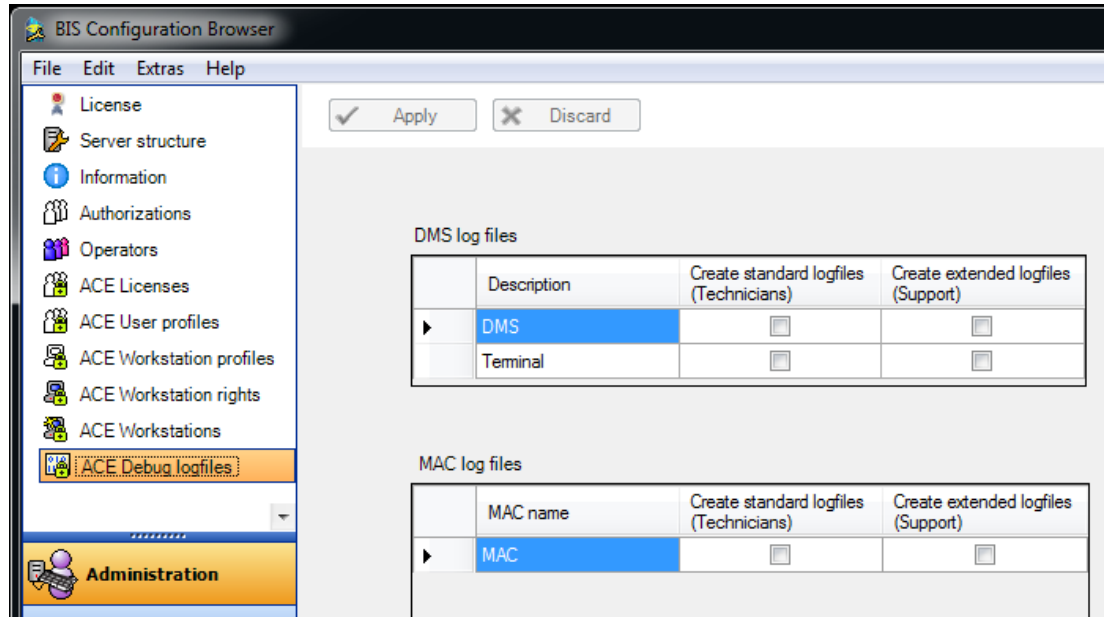 BIS Configuration Browser
File Edit Extras Help
License
Server structure
Information
Authorizations
Operators
ACE Licenses
ACE User profiles
ACE Workstation profiles
ACE Workstation rights
ACE Workstations
ACE Debug logfiles
Administration
Apply Discard
DMS log files
Description Create standard logfiles (Technicians) Create extended logfiles (Support)
DMS
Terminal
MAC log files
MAC name Create standard logfiles (Technicians) Create extended logfiles (Support)
MAC